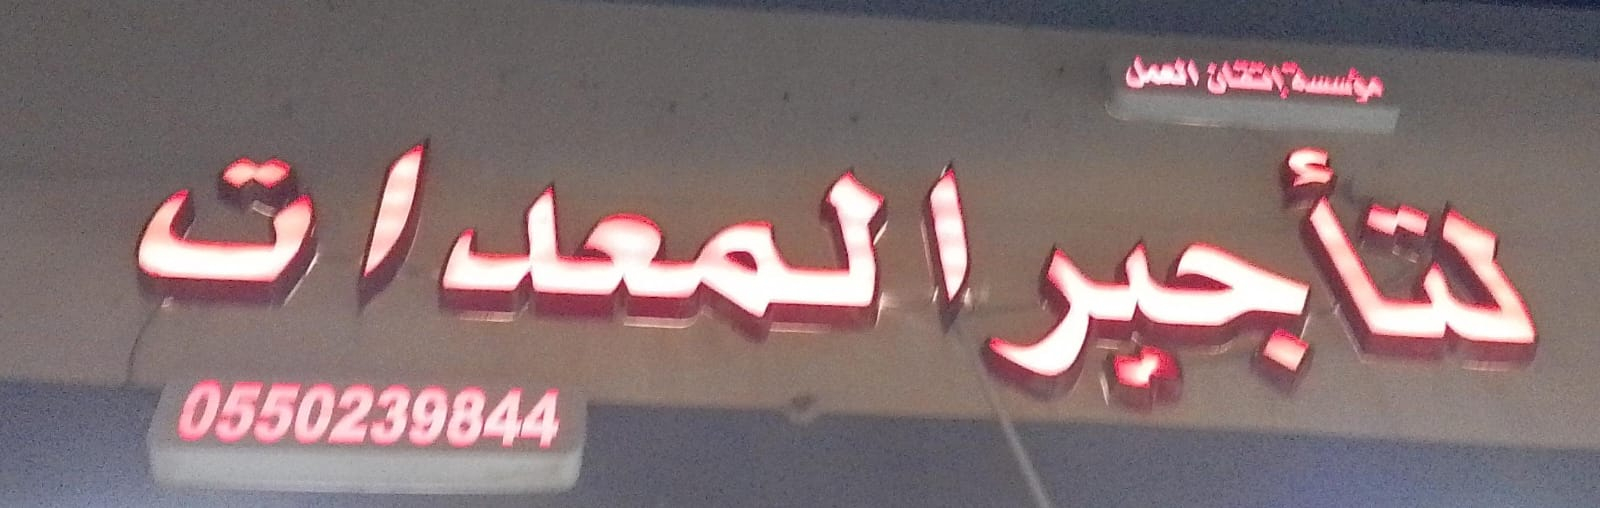 مؤسسة إتقان العمل
لتأجير المعدات
0550239844